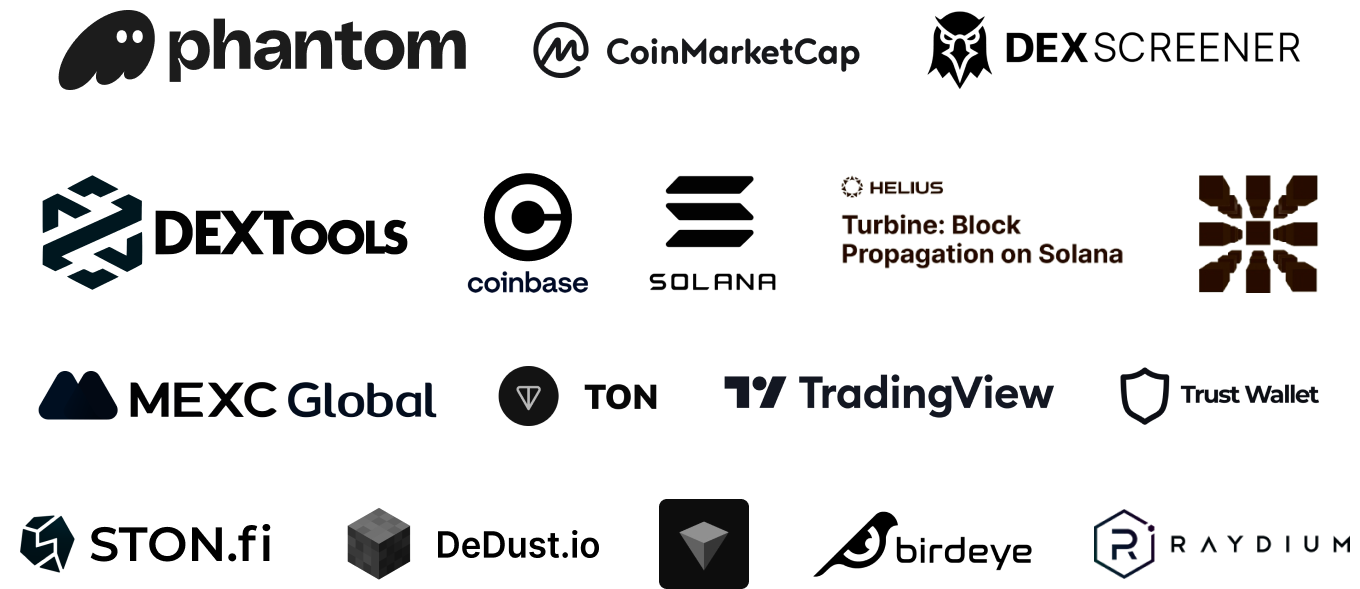 phantom
CoinMarketCap
DEXSCREENER
DEXTools
coinbase
SOLANA
HELIUS
Turbine: Block
Propagation on Solana
MEXC Global
TON
TradingView
Trust Wallet
STON.fi
DeDust.io
birdeye
RAYDIUM